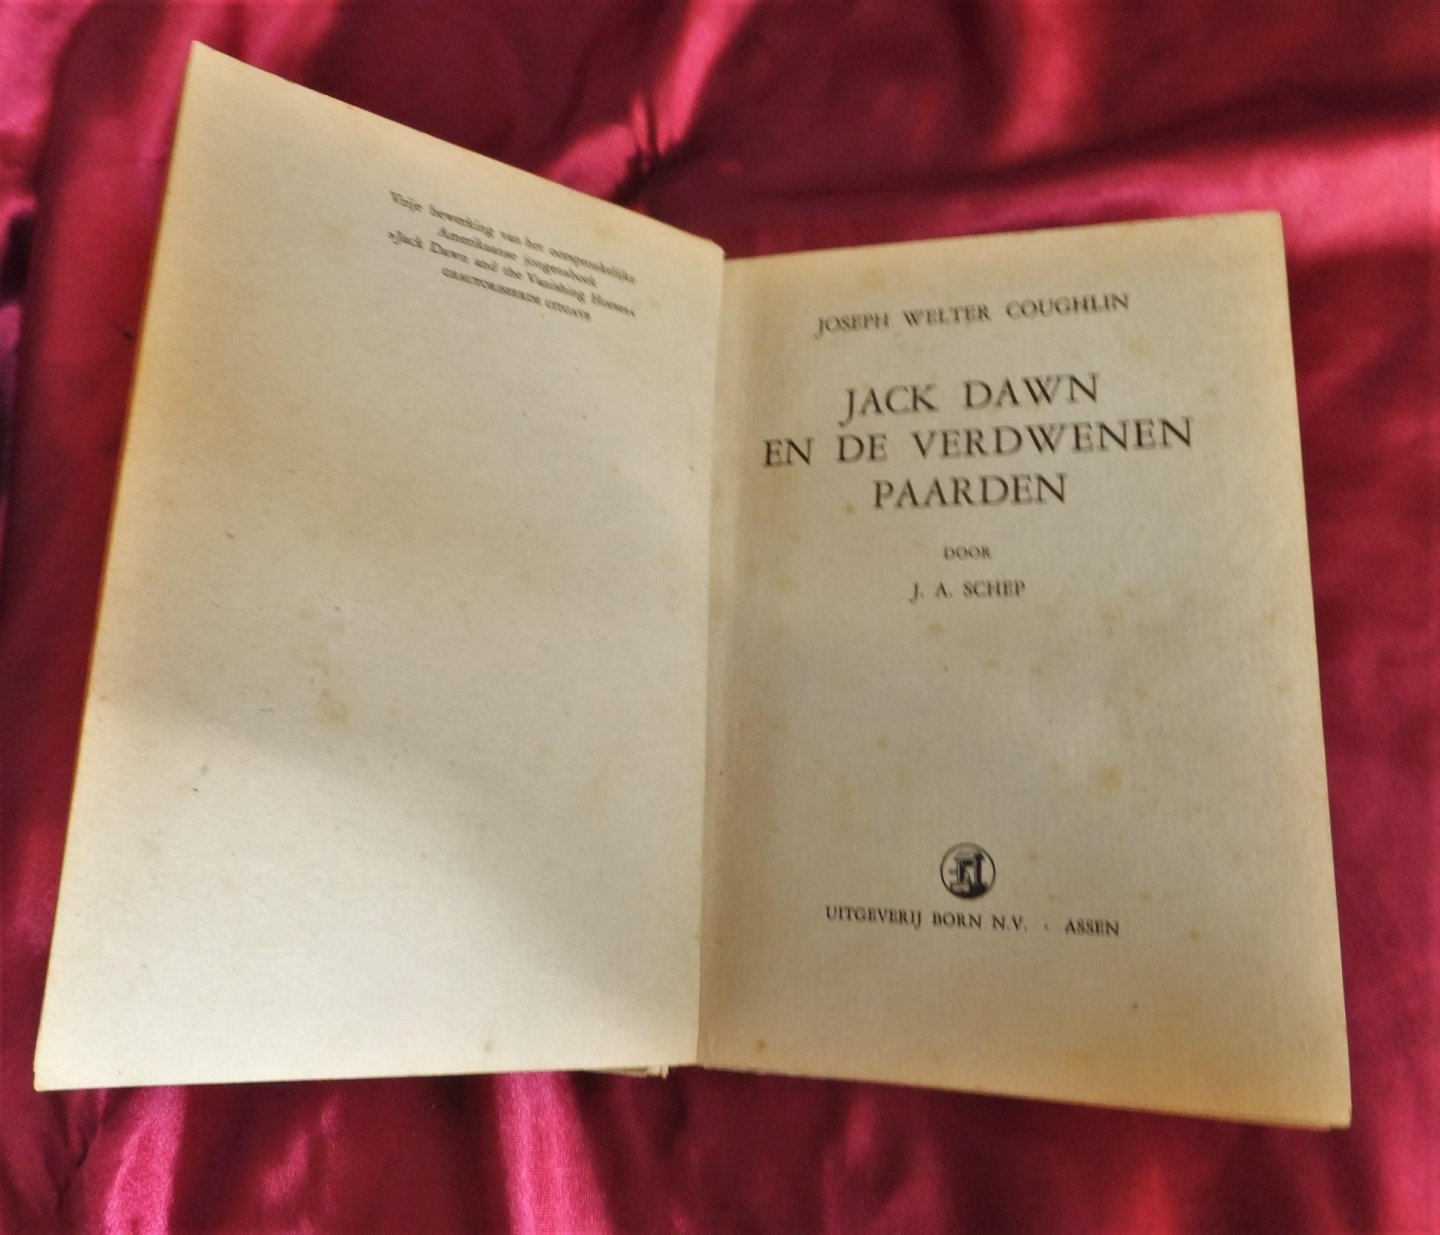 Vrije bewerking van het oorspronkelijke
Amerikaanse jongensboek
»Jack Dawn and the Vanishing Horses«
GEAUTORISEERDE UITGAVE
JOSEPH WELTER COUGHLIN
JACK DAWN
EN DE VERDWENEN
PAARDEN
DOOR
J. A. SCHEP
UITGEVERIJ BORN N.V. · ASSEN